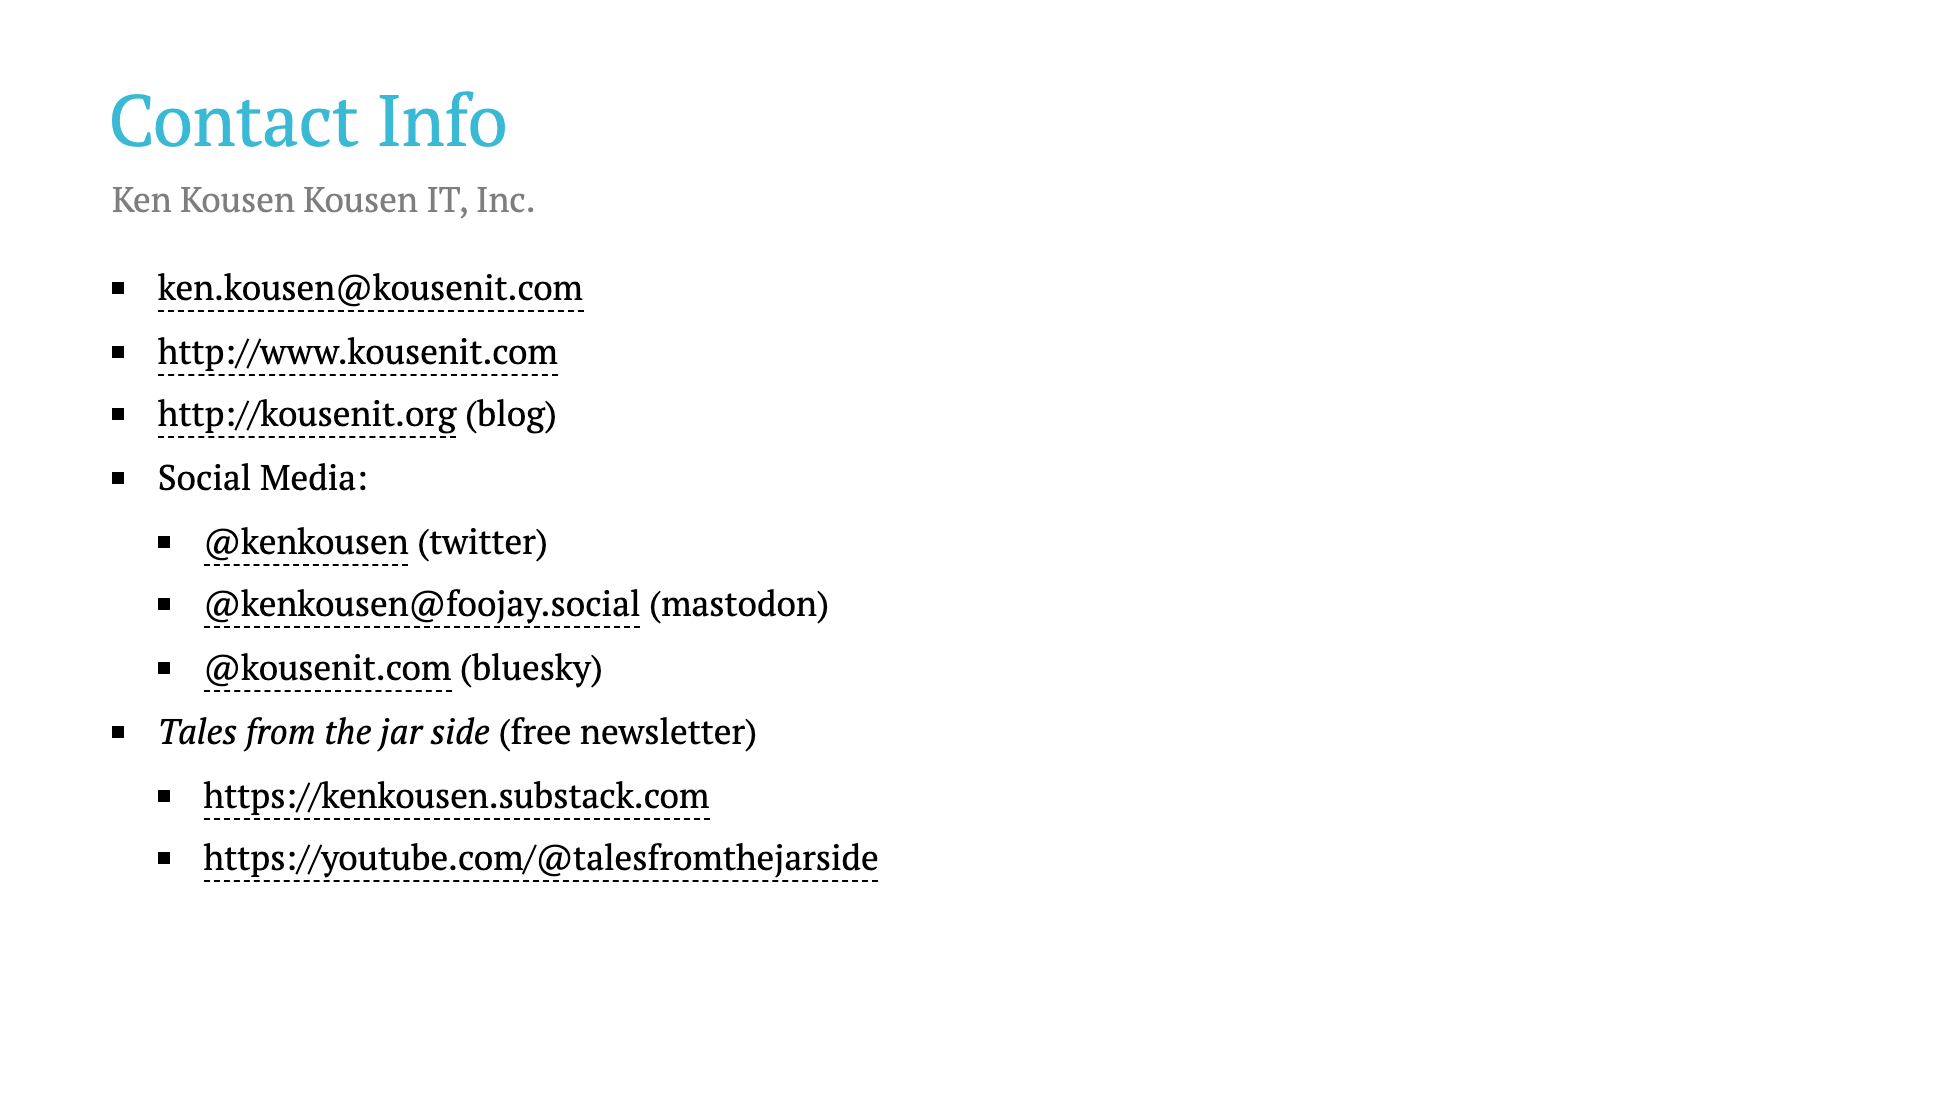 Contact Info
Ken Kousen Kousen IT, Inc.
ken.kousen@kousenit.com
http://www.kousenit.com
http://kousenit.org (blog)
Social Media:
@kenkousen (twitter)
@kenkousen@foojay.social (mastodon)
@kousenit.com (bluesky)
Tales from the jar side (free newsletter)
https://kenkousen.substack.com
https://youtube.com/@talesfromthejarside